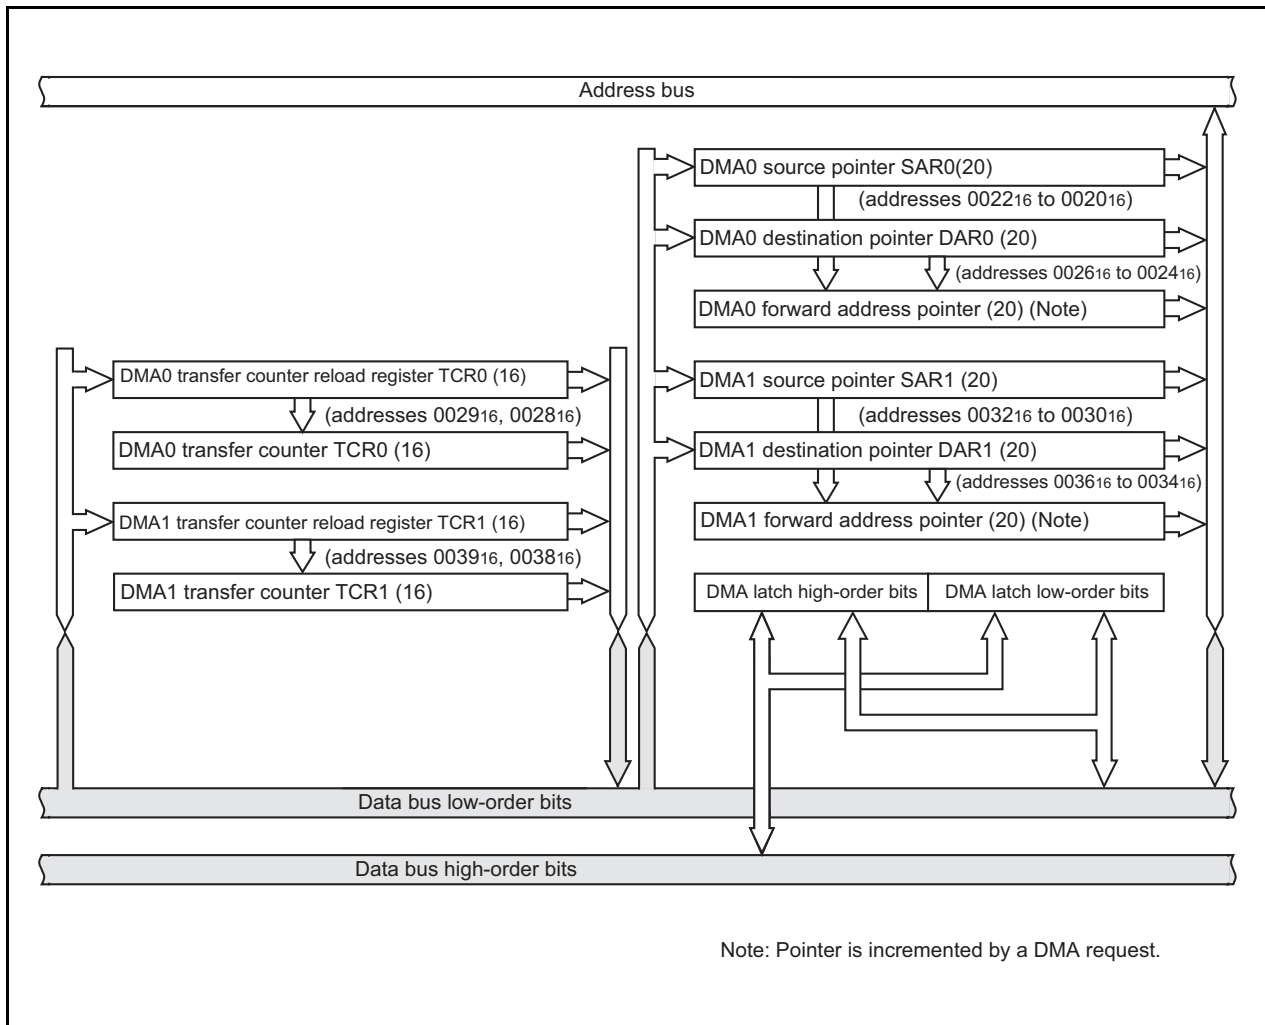 Address bus
DMA0 source pointer SAR0(20)
(addresses 002216 to 002016)
DMA0 destination pointer DAR0 (20)
(addresses 002616 to 002416)
DMA0 forward address pointer (20) (Note)
DMA0 transfer counter reload register TCR0 (16)
(addresses 002916, 002816)
DMA0 transfer counter TCR0 (16)
DMA1 transfer counter reload register TCR1 (16)
(addresses 003916, 003816)
DMA1 transfer counter TCR1 (16)
DMA1 source pointer SAR1 (20)
(addresses 003216 to 003016)
DMA1 destination pointer DAR1 (20)
(addresses 003616 to 003416)
DMA1 forward address pointer (20) (Note)
DMA latch high-order bits
DMA latch low-order bits
Data bus low-order bits
Data bus high-order bits
Note: Pointer is incremented by a DMA request.